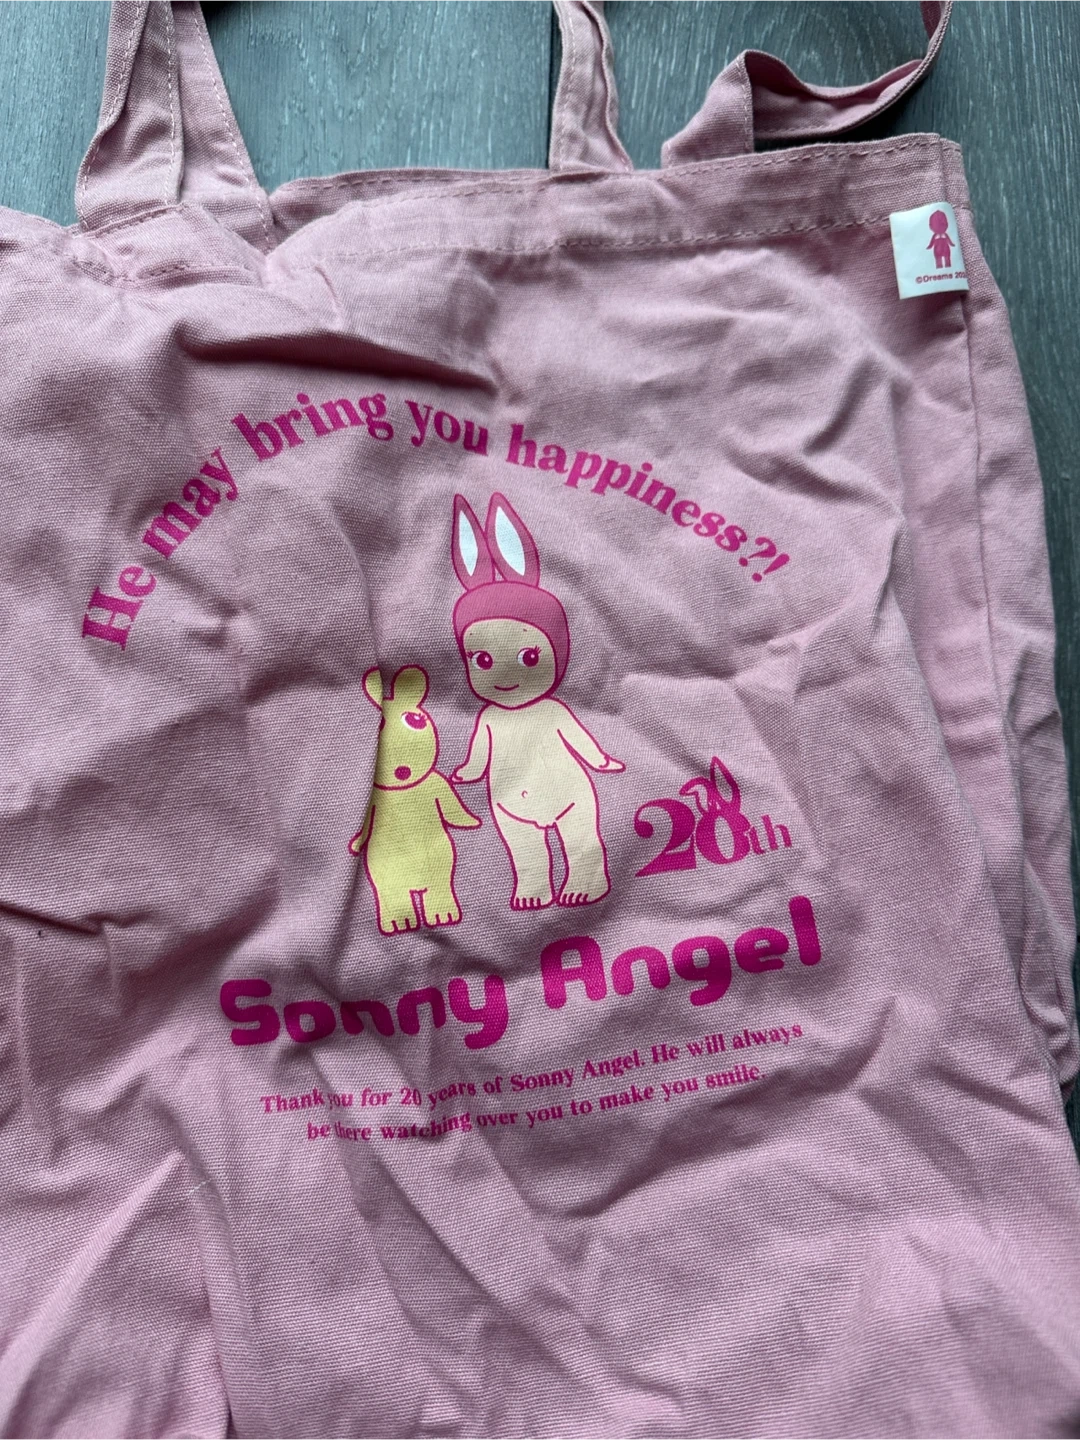 He may bring you happiness?!
20th
Sonny Angel
Thank you for 20 years of Sonny Angel. He will always
be there watching over you to make you smile.
©Dreams